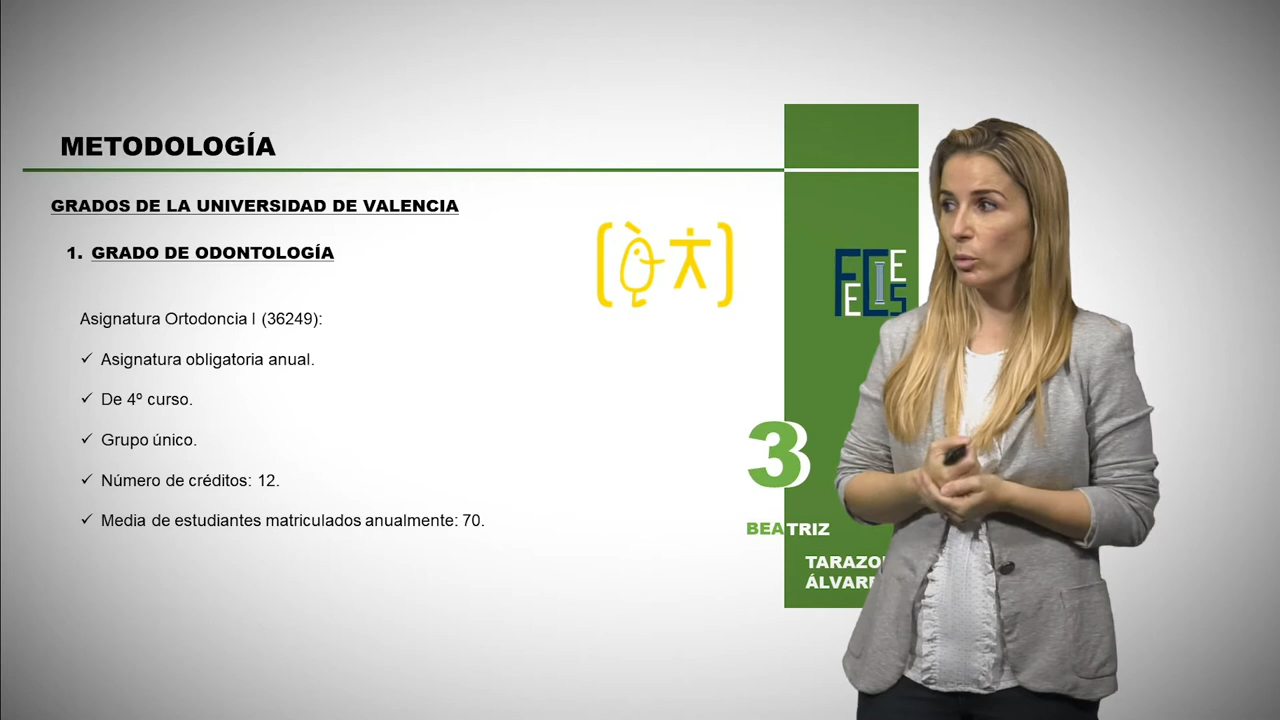 METODOLOGÍA
GRADOS DE LA UNIVERSIDAD DE VALENCIA
1. GRADO DE ODONTOLOGÍA
Asignatura Ortodoncia I (36249):
✓ Asignatura obligatoria anual.
✓ De 4º curso.
✓ Grupo único.
✓ Número de créditos: 12.
✓ Media de estudiantes matriculados anualmente: 70.
3
BEATRIZ